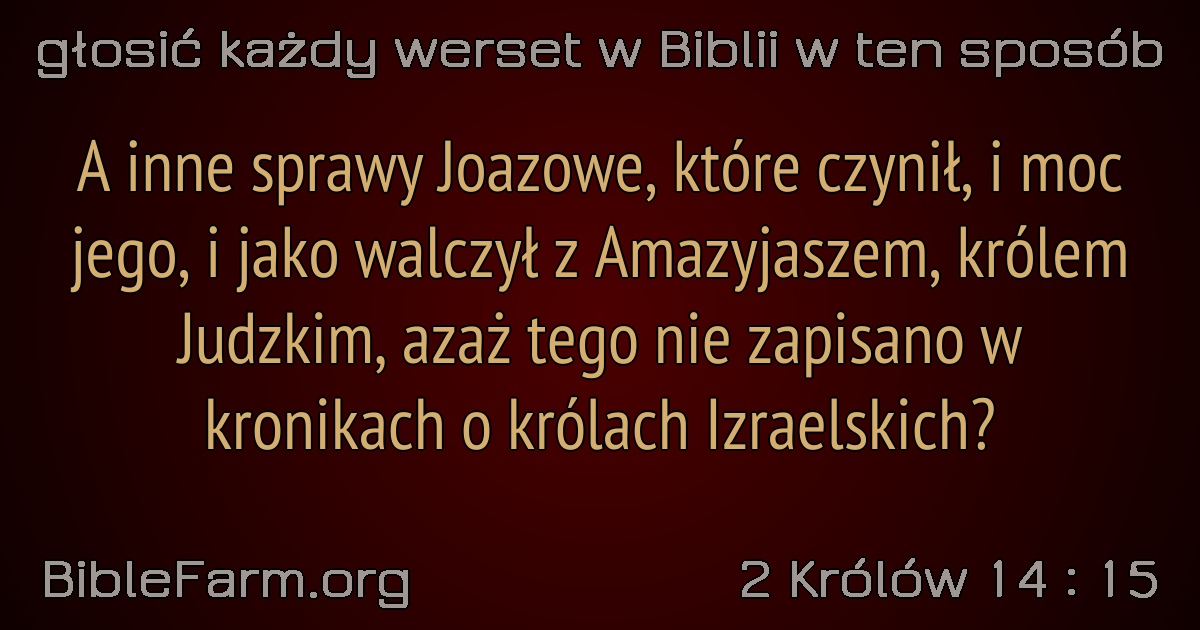 głosić każdy werset w Biblii w ten sposób
A inne sprawy Joazowe, które czynił, i moc
jego, i jako walczył z Amazyjaszem, królem
Judzkim, azaż tego nie zapisano w
kronikach o królach Izraelskich?
BibleFarm.org
2 Królów 14 : 15